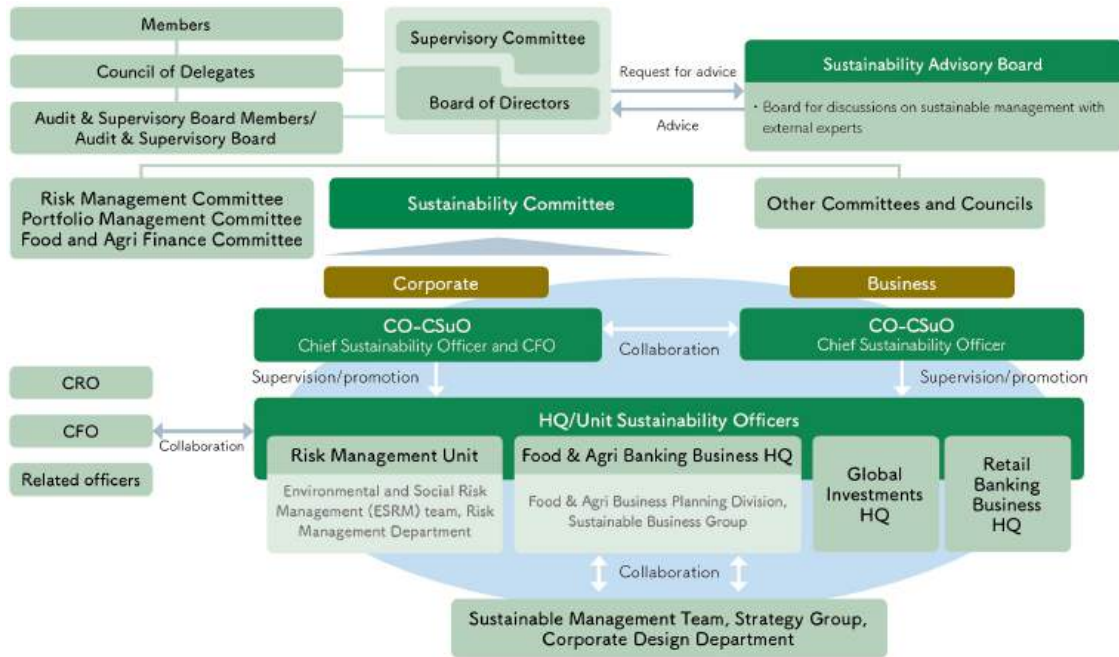 Members
Council of Delegates
Audit & Supervisory Board Members/
Audit & Supervisory Board
Supervisory Committee
Board of Directors
Request for advice
Advice
Sustainability Advisory Board
・Board for discussions on sustainable management with
external experts
Risk Management Committee
Portfolio Management Committee
Food and Agri Finance Committee
Sustainability Committee
Other Committees and Councils
Corporate
Business
CO-CSuO
Chief Sustainability Officer and CFO
Collaboration
CO-CSuO
Chief Sustainability Officer
Supervision/promotion
Supervision/promotion
CRO
CFO
Related officers
Collaboration
HQ/Unit Sustainability Officers
Risk Management Unit
Environmental and Social Risk
Management (ESRM) team, Risk
Management Department
Food & Agri Banking Business HQ
Food & Agri Business Planning Division,
Sustainable Business Group
Global
Investments
HQ
Retail
Banking
Business
HQ
Collaboration
Sustainable Management Team, Strategy Group,
Corporate Design Department